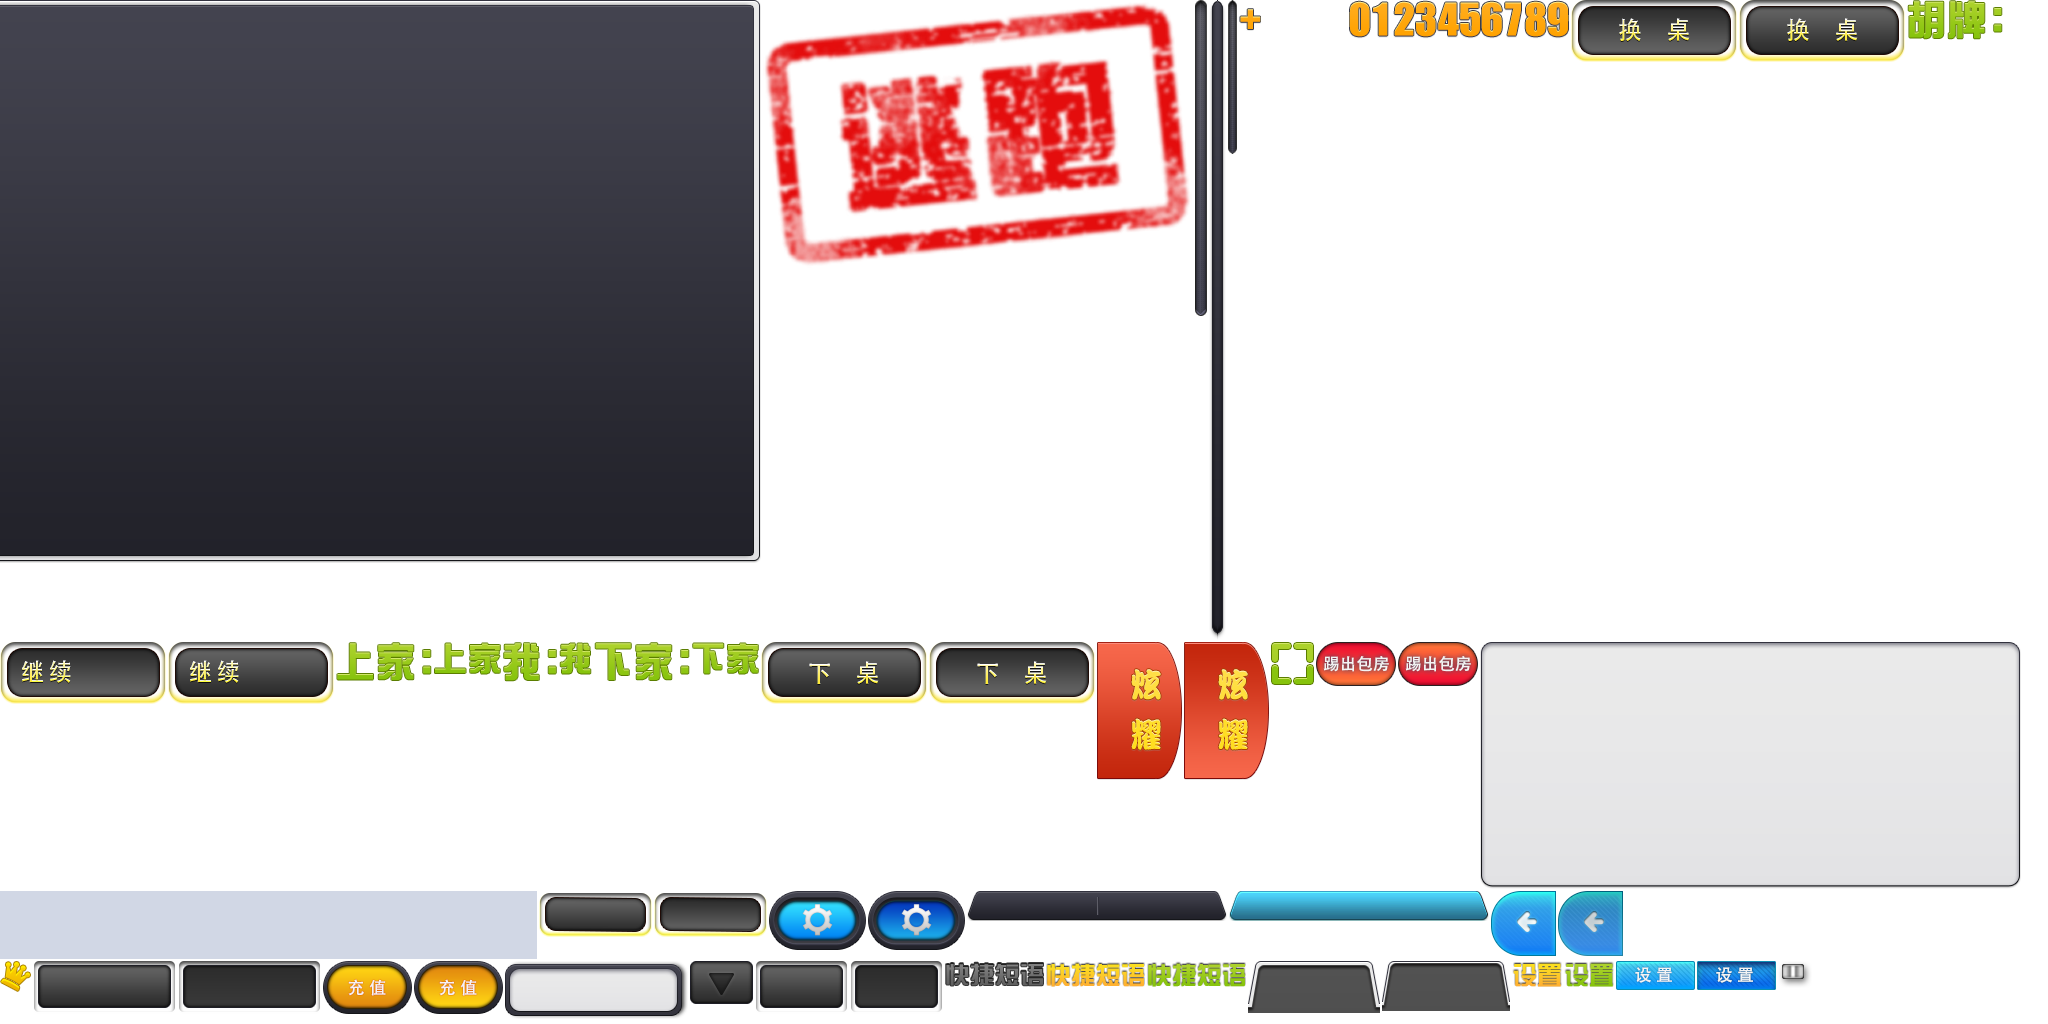 逃跑
+
0123456789
换 桌
换 桌
胡牌:
继续
继续
上家:
上家
我:
我
下家:
下家
下 桌
下 桌
炫耀
炫耀
踢出包房
踢出包房
充值
充值
快捷短语
快捷短语
快捷短语
设置
设置
设置
设置